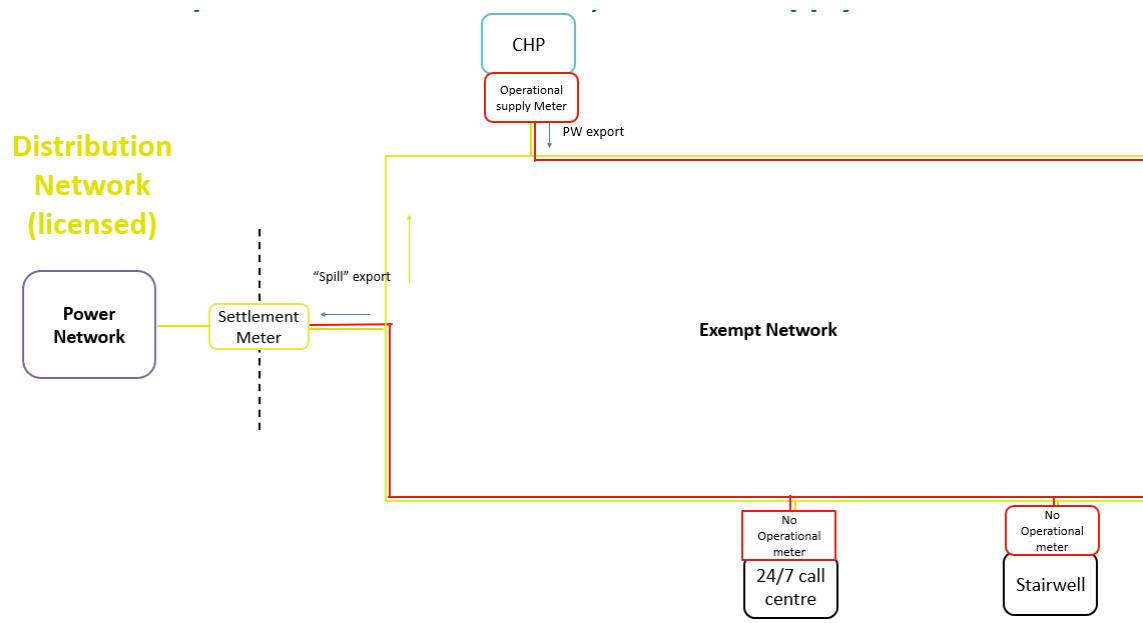 CHP
Operational
supply Meter
PW export
Distribution
Network
(licensed)
"Spill" export
Power
Network
Settlement
Meter
Exempt Network
No
Operational
meter
24/7 call
centre
No
Operational
meter
Stairwell